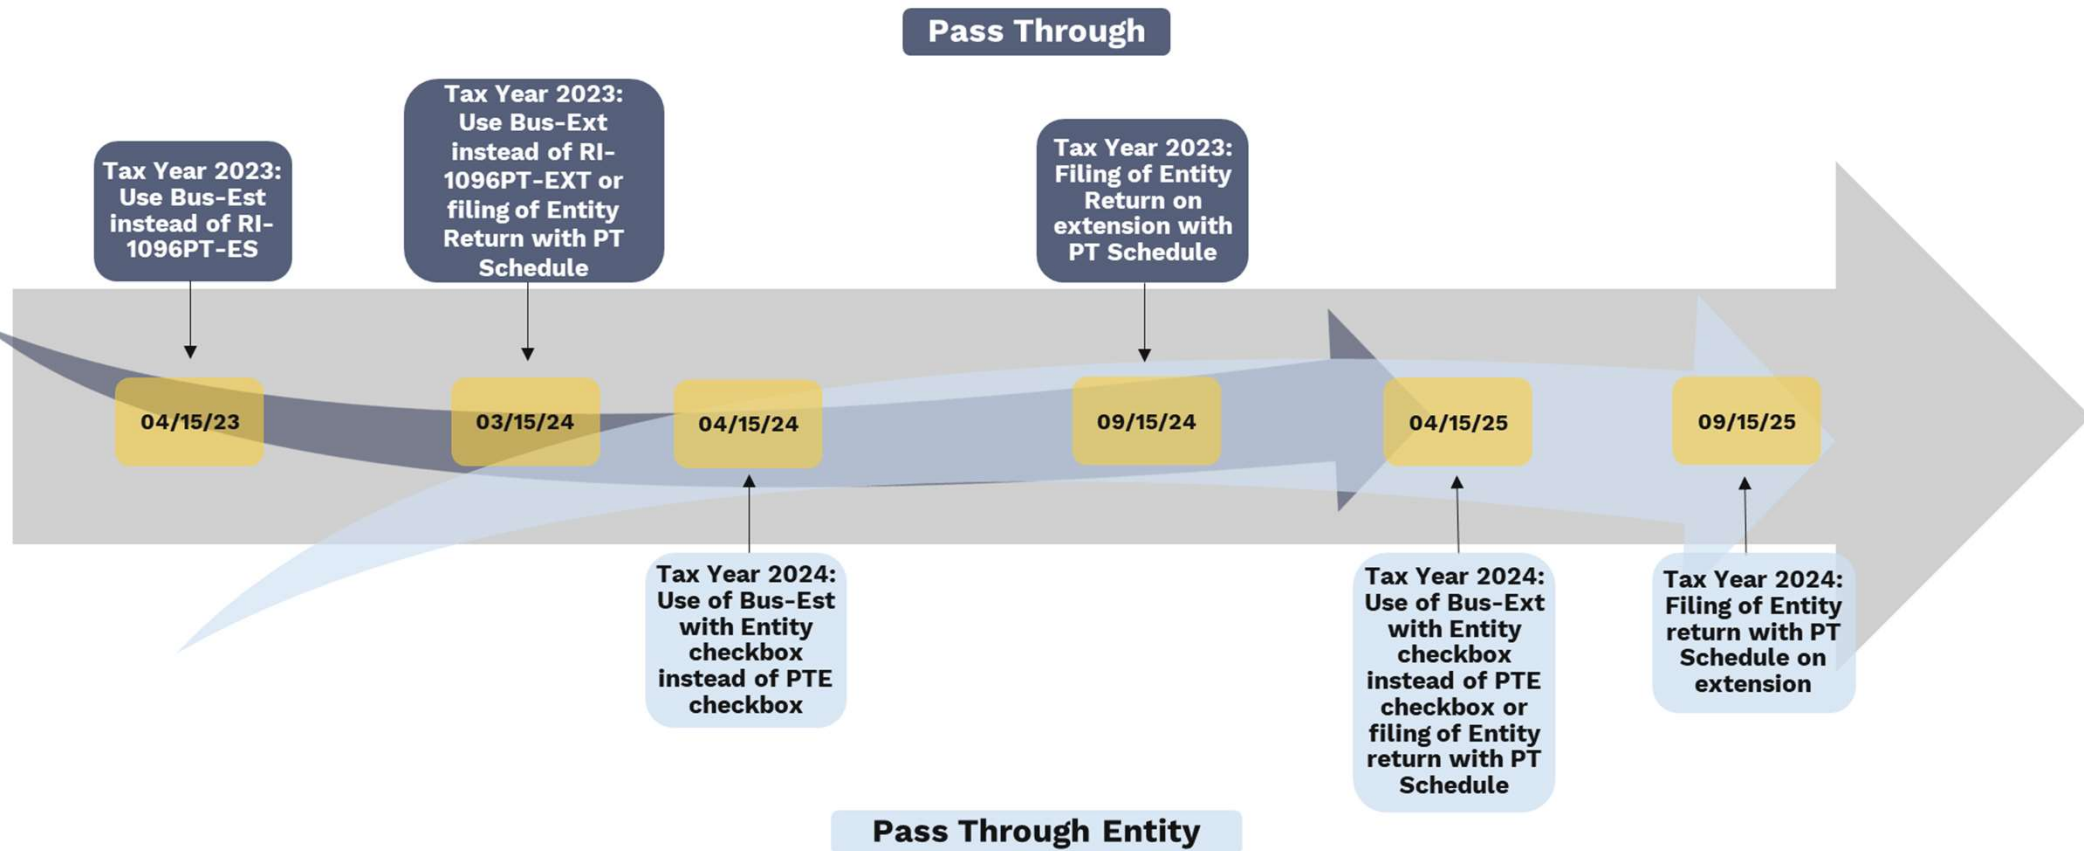 Pass Through
Tax Year 2023:
Use Bus-Est
instead of RI-
1096PT-ES
Tax Year 2023:
Use Bus-Ext
instead of RI-
1096PT-EXT or
filing of Entity
Return with PT
Schedule
Tax Year 2023:
Filing of Entity
Return on
extension with
PT Schedule
04/15/23
03/15/24
04/15/24
09/15/24
04/15/25
09/15/25
Tax Year 2024:
Use of Bus-Est
with Entity
checkbox
instead of PTE
checkbox
Tax Year 2024:
Use of Bus-Ext
with Entity
checkbox
instead of PTE
checkbox or
filing of Entity
return with PT
Schedule
Tax Year 2024:
Filing of Entity
return with PT
Schedule on
extension
Pass Through Entity